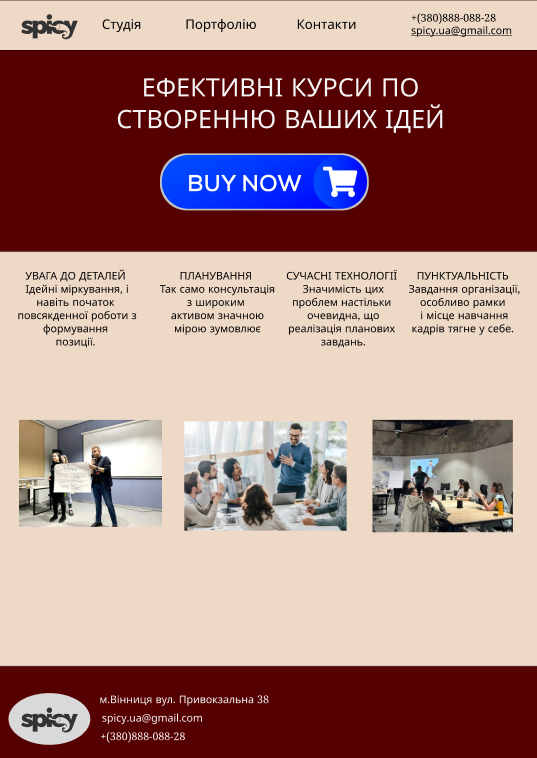 spicy
Студія
Портфоліо
Контакти
+(380)888-088-28
spicy.ua@gmail.com
ЕФЕКТИВНІ КУРСИ ПО
СТВОРЕННЮ ВАШИХ ІДЕЙ
BUY NOW
УВАГА ДО ДЕТАЛЕЙ
Ідейні міркування, і
навіть початок
повсякденної роботи з
формування
позиції.
ПЛАНУВАННЯ
Так само консультація
з широким
активом значною
мірою зумовлює
СУЧАСНІ ТЕХНОЛОГІЇ
Значимість цих
проблем настільки
очевидна, що
реалізація планових
завдань.
ПУНКТУАЛЬНІСТЬ
Завдання організації,
особливо рамки
і місце навчання
кадрів тягне у себе.
spicy
м.Вінниця вул. Привокзальна 38
spicy.ua@gmail.com
+(380)888-088-28